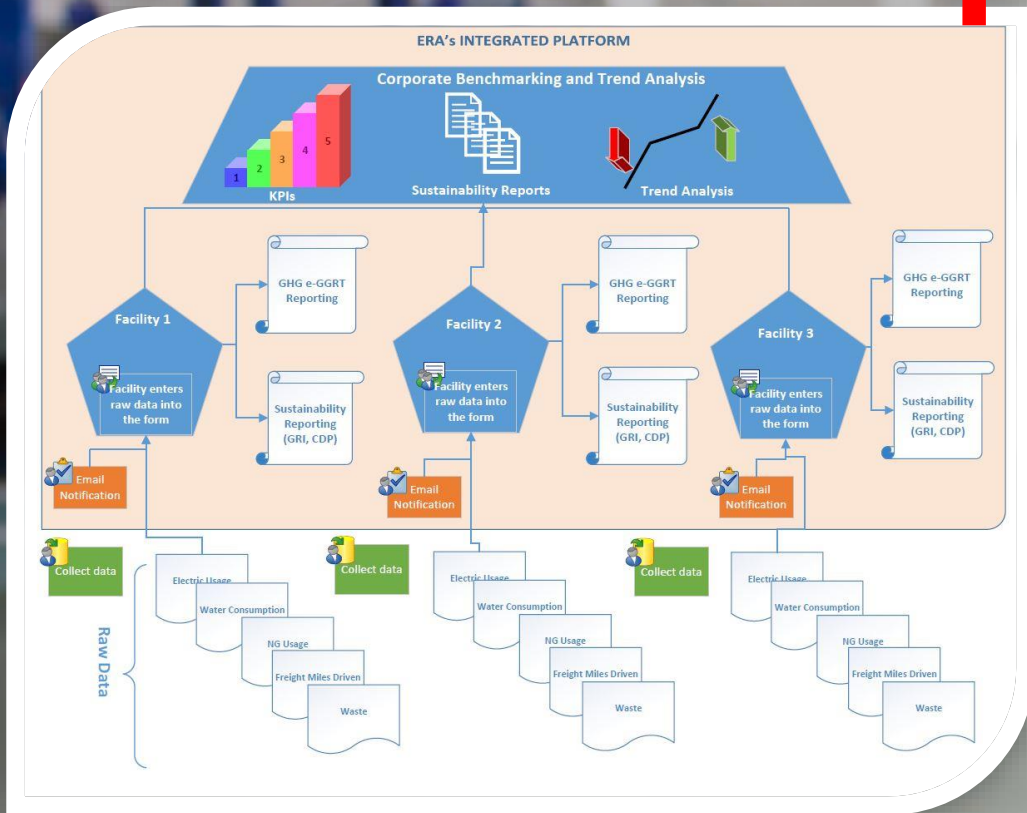 ERA's INTEGRATED PLATFORM
Corporate Benchmarking and Trend Analysis
1
2
3
4
5
KPIs
Sustainability Reports
Trend Analysis
Facility 1
Facility enters
raw data into
the form
GHG e-GGRT
Reporting
Sustainability
Reporting
(GRI, CDP)
Email
Notification
Facility 2
Facility enters
raw data into
the form
GHG e-GGRT
Reporting
Sustainability
Reporting
(GRI, CDP)
Email
Notification
Facility 3
Facility enters
raw data into
the form
GHG e-GGRT
Reporting
Sustainability
Reporting
(GRI, CDP)
Email
Notification
Raw Data
Collect data
Electric Usage
Water Consumption
NG Usage
Freight Miles Driven
Waste
Collect data
Electric Usage
Water Consumption
NG Usage
Freight Miles Driven
Waste
Collect data
Electric Usage
Water Consumption
NG Usage
Freight Miles Driven
Waste